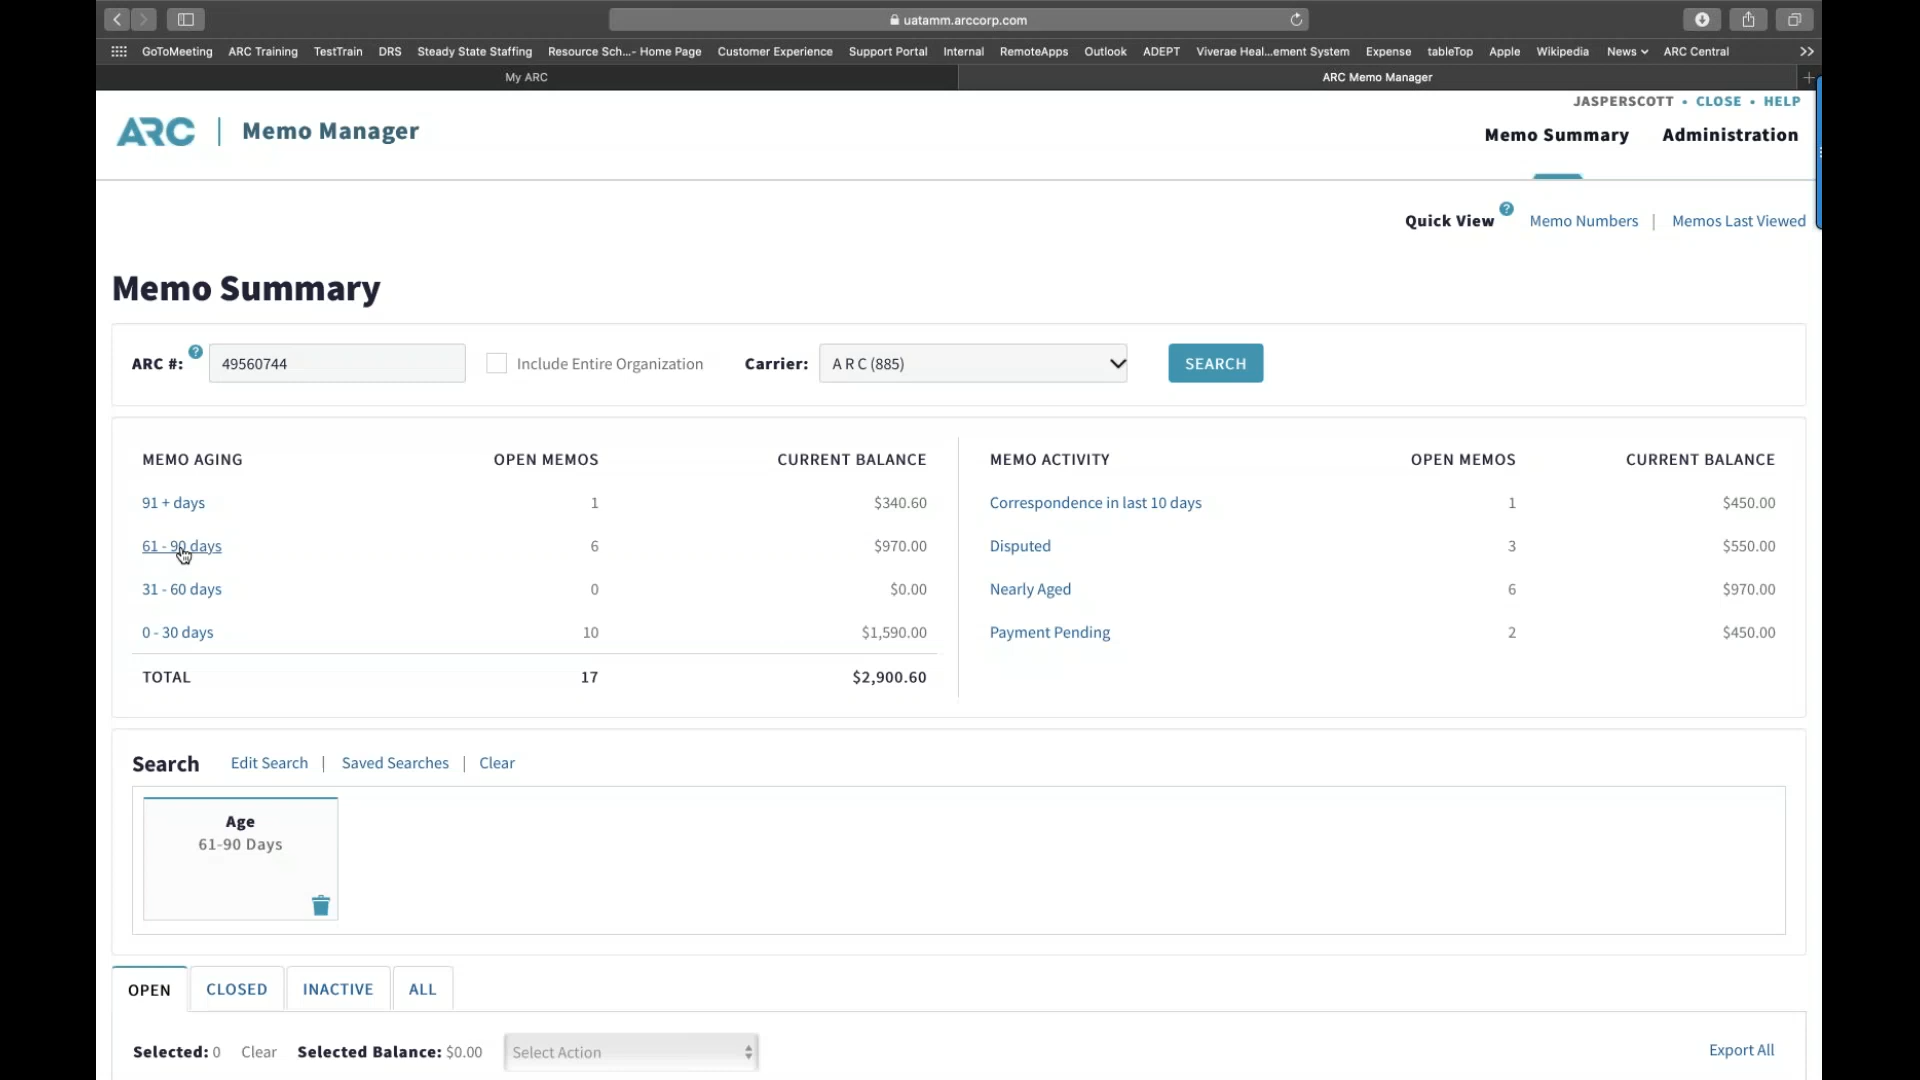 uatamm.arccorp.com
GoToMeeting ARC Training TestTrain DRS Steady State Staffing Resource Sch...- Home Page Customer Experience Support Portal Internal RemoteApps Outlook ADEPT Viverae Heal...ement System Expense tableTop Apple Wikipedia News ARC Central
My ARC ARC Memo Manager
JASPERSCOTT • CLOSE • HELP
ARC | Memo Manager
Memo Summary Administration
Quick View ? Memo Numbers | Memos Last Viewed
Memo Summary
ARC #: ? 49560744 Include Entire Organization Carrier: A R C (885) SEARCH
MEMO AGING OPEN MEMOS CURRENT BALANCE MEMO ACTIVITY OPEN MEMOS CURRENT BALANCE
91 + days 1 $340.60 Correspondence in last 10 days 1 $450.00
61 - 90 days 6 $970.00 Disputed 3 $550.00
31 - 60 days 0 $0.00 Nearly Aged 6 $970.00
0 - 30 days 10 $1,590.00 Payment Pending 2 $450.00
TOTAL 17 $2,900.60
Search Edit Search | Saved Searches | Clear
Age
61-90 Days
OPEN CLOSED INACTIVE ALL
Selected: 0 Clear Selected Balance: $0.00 Select Action Export All